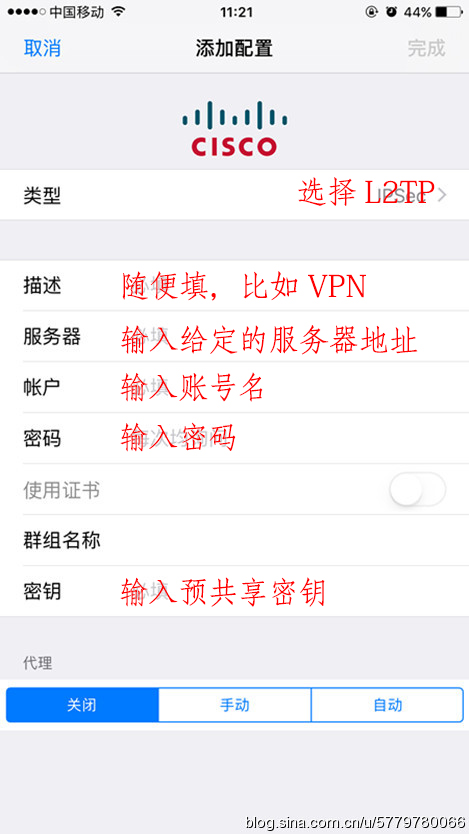 中国移动 11:21 44%
取消 添加配置 完成
CISCO
类型 选择 L2TP IPSec
描述 随便填，比如 VPN
服务器 输入给定的服务器地址
帐户 输入账号名
密码 输入密码
使用证书
群组名称
密钥 输入预共享密钥
代理
关闭 手动 自动
blog.sina.com.cn/u/5779780066